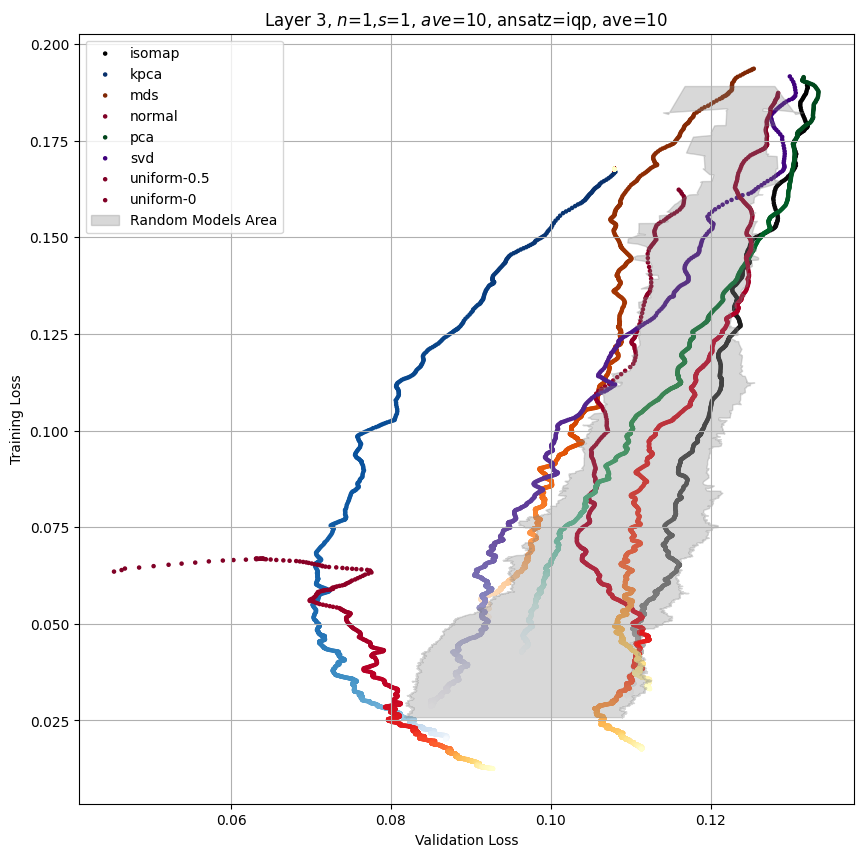 Layer 3, n=1,s=1, ave=10, ansatz=iqp, ave=10
0.200
0.175
0.150
0.125
0.100
0.075
0.050
0.025
Training Loss
isomap
kpca
mds
normal
pca
svd
uniform-0.5
uniform-0
Random Models Area
0.06 0.08 0.10 0.12
Validation Loss